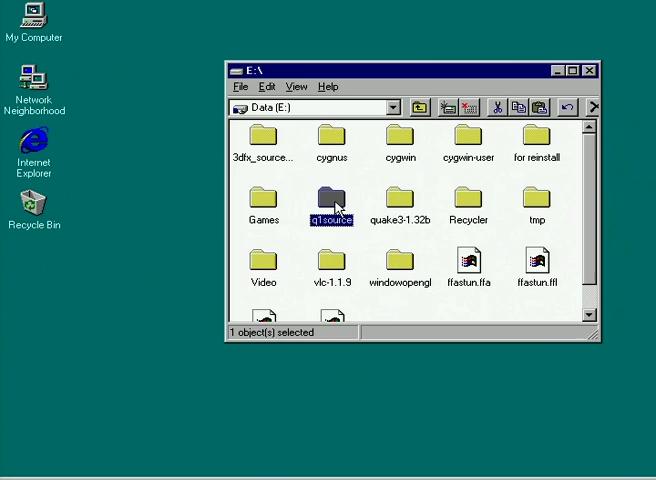 My Computer
Network
Neighborhood
Internet
Explorer
Recycle Bin
E:\
File Edit View Help
Data (E:)
3dfx_source... cygnus cygwin cygwin-user for reinstall
Games q1source quake3-1.32b Recycler tmp
Video vlc-1.1.9 windowopengl ffastun.ffa ffastun.ffl
1 object(s) selected